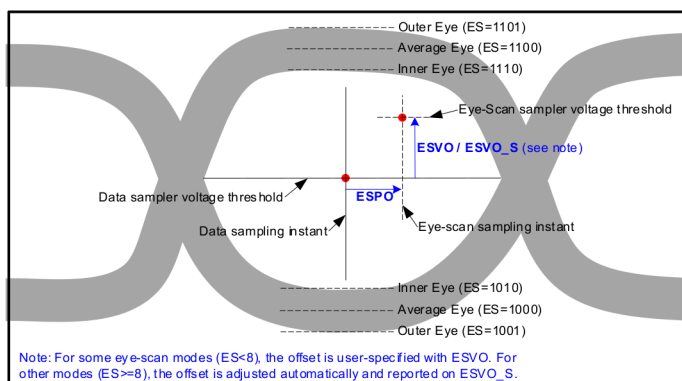 Outer Eye (ES=1101)
Average Eye (ES=1100)
Inner Eye (ES=1110)
Eye-Scan sampler voltage threshold
ESVO / ESVO_S (see note)
Data sampler voltage threshold
ESPO
Data sampling instant
Eye-scan sampling instant
Inner Eye (ES=1010)
Average Eye (ES=1000)
Outer Eye (ES=1001)
Note: For some eye-scan modes (ES<8), the offset is user-specified with ESVO. For
other modes (ES>=8), the offset is adjusted automatically and reported on ESVO_S.